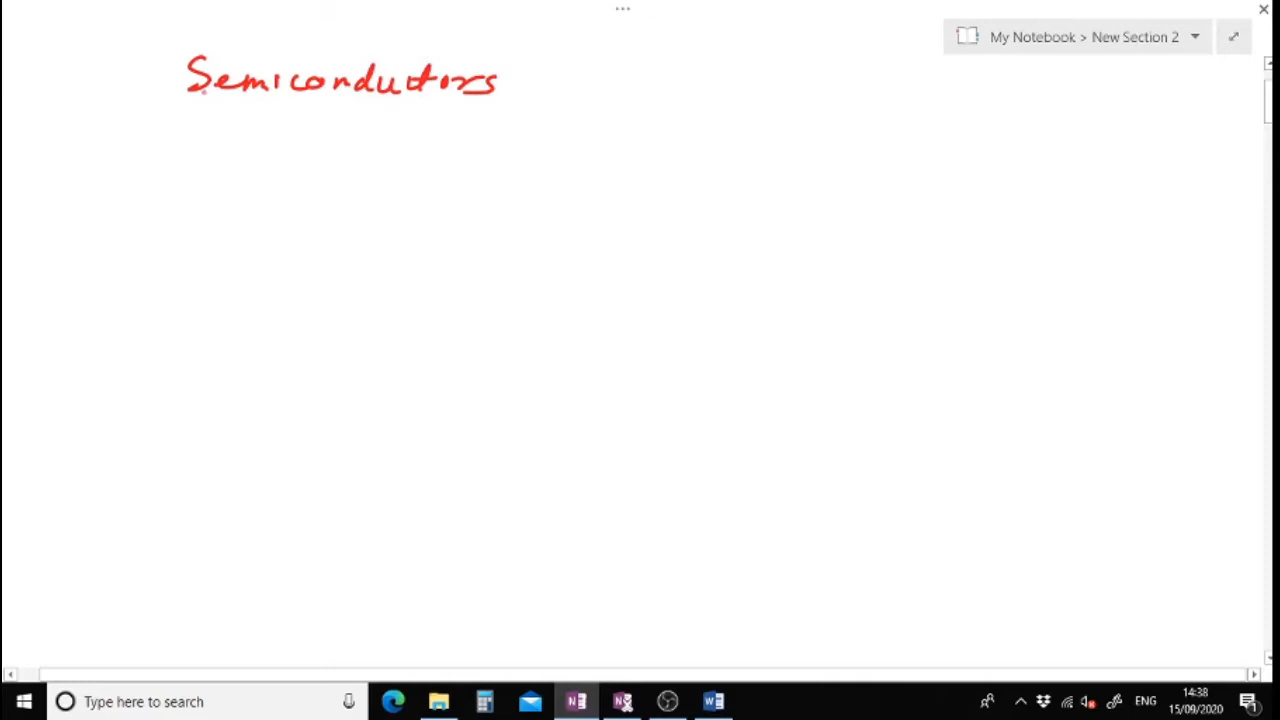 My Notebook > New Section 2
Semiconductors
Type here to search
ENG
14:38
15/09/2020